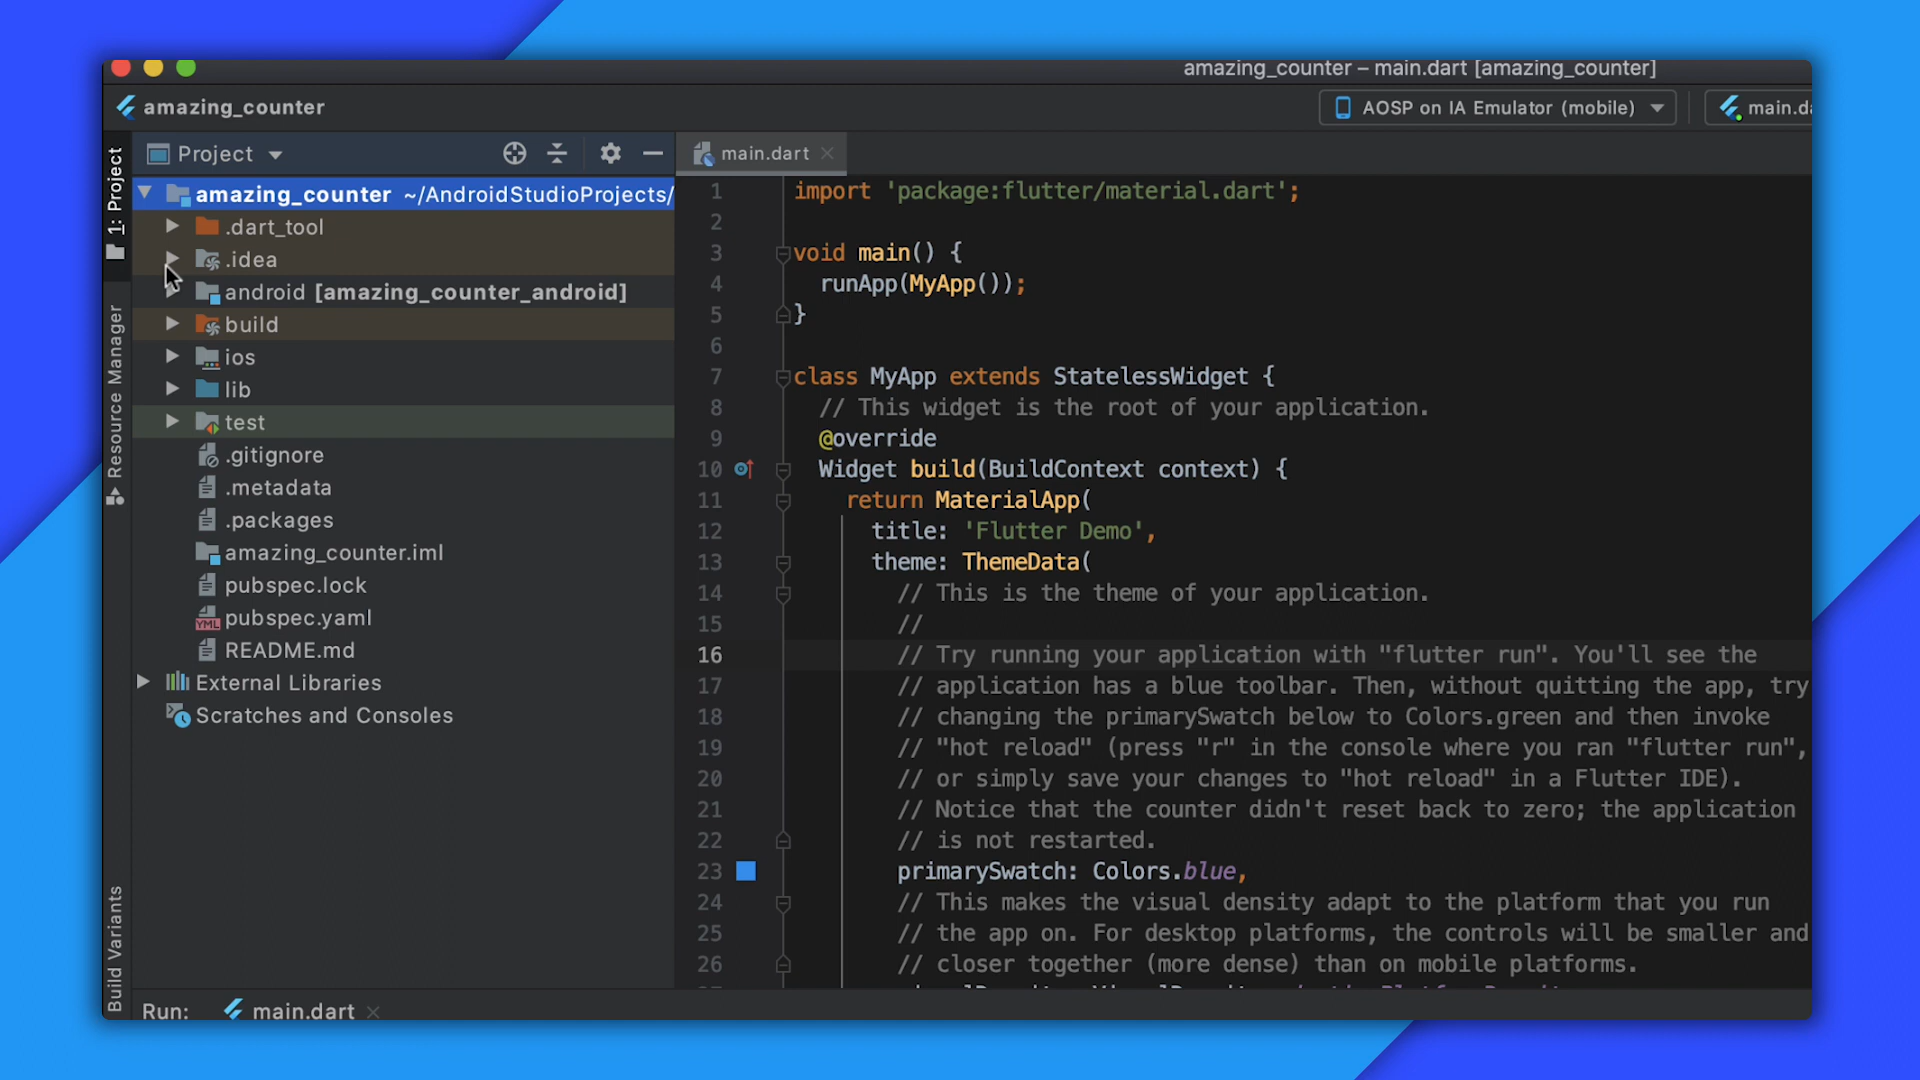 amazing_counter – main.dart [amazing_counter]
amazing_counter
AOSP on IA Emulator (mobile)
main.da
1: Project
Resource Manager
Build Variants
Project
amazing_counter ~/AndroidStudioProjects/
.dart_tool
.idea
android [amazing_counter_android]
build
ios
lib
test
.gitignore
.metadata
.packages
amazing_counter.iml
pubspec.lock
pubspec.yaml
README.md
External Libraries
Scratches and Consoles
main.dart
1 import 'package:flutter/material.dart';
2
3 void main() {
4 runApp(MyApp());
5 }
6
7 class MyApp extends StatelessWidget {
8 // This widget is the root of your application.
9 @override
10 Widget build(BuildContext context) {
11 return MaterialApp(
12 title: 'Flutter Demo',
13 theme: ThemeData(
14 // This is the theme of your application.
15 //
16 // Try running your application with "flutter run". You'll see the
17 // application has a blue toolbar. Then, without quitting the app, try
18 // changing the primarySwatch below to Colors.green and then invoke
19 // "hot reload" (press "r" in the console where you ran "flutter run",
20 // or simply save your changes to "hot reload" in a Flutter IDE).
21 // Notice that the counter didn't reset back to zero; the application
22 // is not restarted.
23 primarySwatch: Colors.blue,
24 // This makes the visual density adapt to the platform that you run
25 // the app on. For desktop platforms, the controls will be smaller and
26 // closer together (more dense) than on mobile platforms.
Run: main.dart